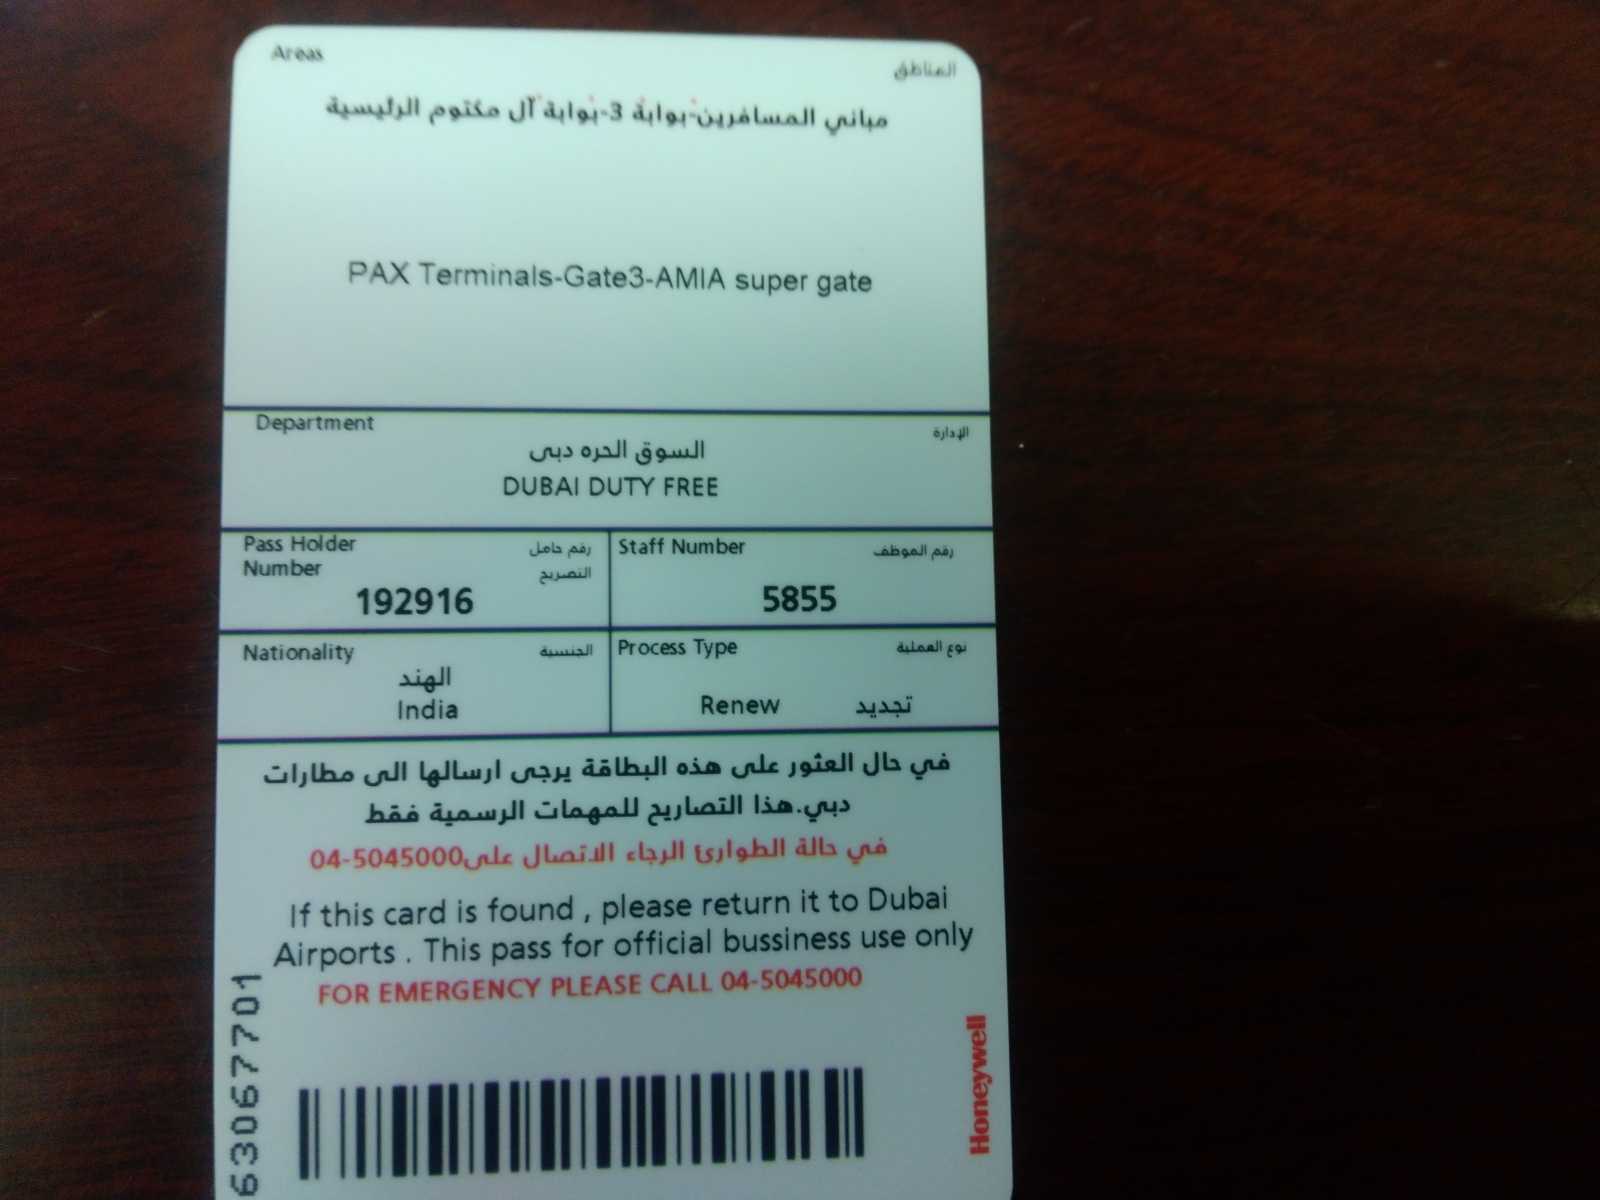 Areas
المناطق
مباني المسافرين-بوابة 3-بوابة آل مكتوم الرئيسية
PAX Terminals-Gate3-AMIA super gate
Department
الإدارة
السوق الحره دبى
DUBAI DUTY FREE
Pass Holder Number
رقم حامل التصريح
192916
Staff Number
رقم الموظف
5855
Nationality
الجنسية
الهند
India
Process Type
نوع العملية
Renew تجديد
في حال العثور على هذه البطاقة يرجى ارسالها الى مطارات
دبي.هذا التصاريح للمهمات الرسمية فقط
في حالة الطوارئ الرجاء الاتصال على04-5045000
If this card is found , please return it to Dubai
Airports . This pass for official bussiness use only
FOR EMERGENCY PLEASE CALL 04-5045000
63067701
Honeywell